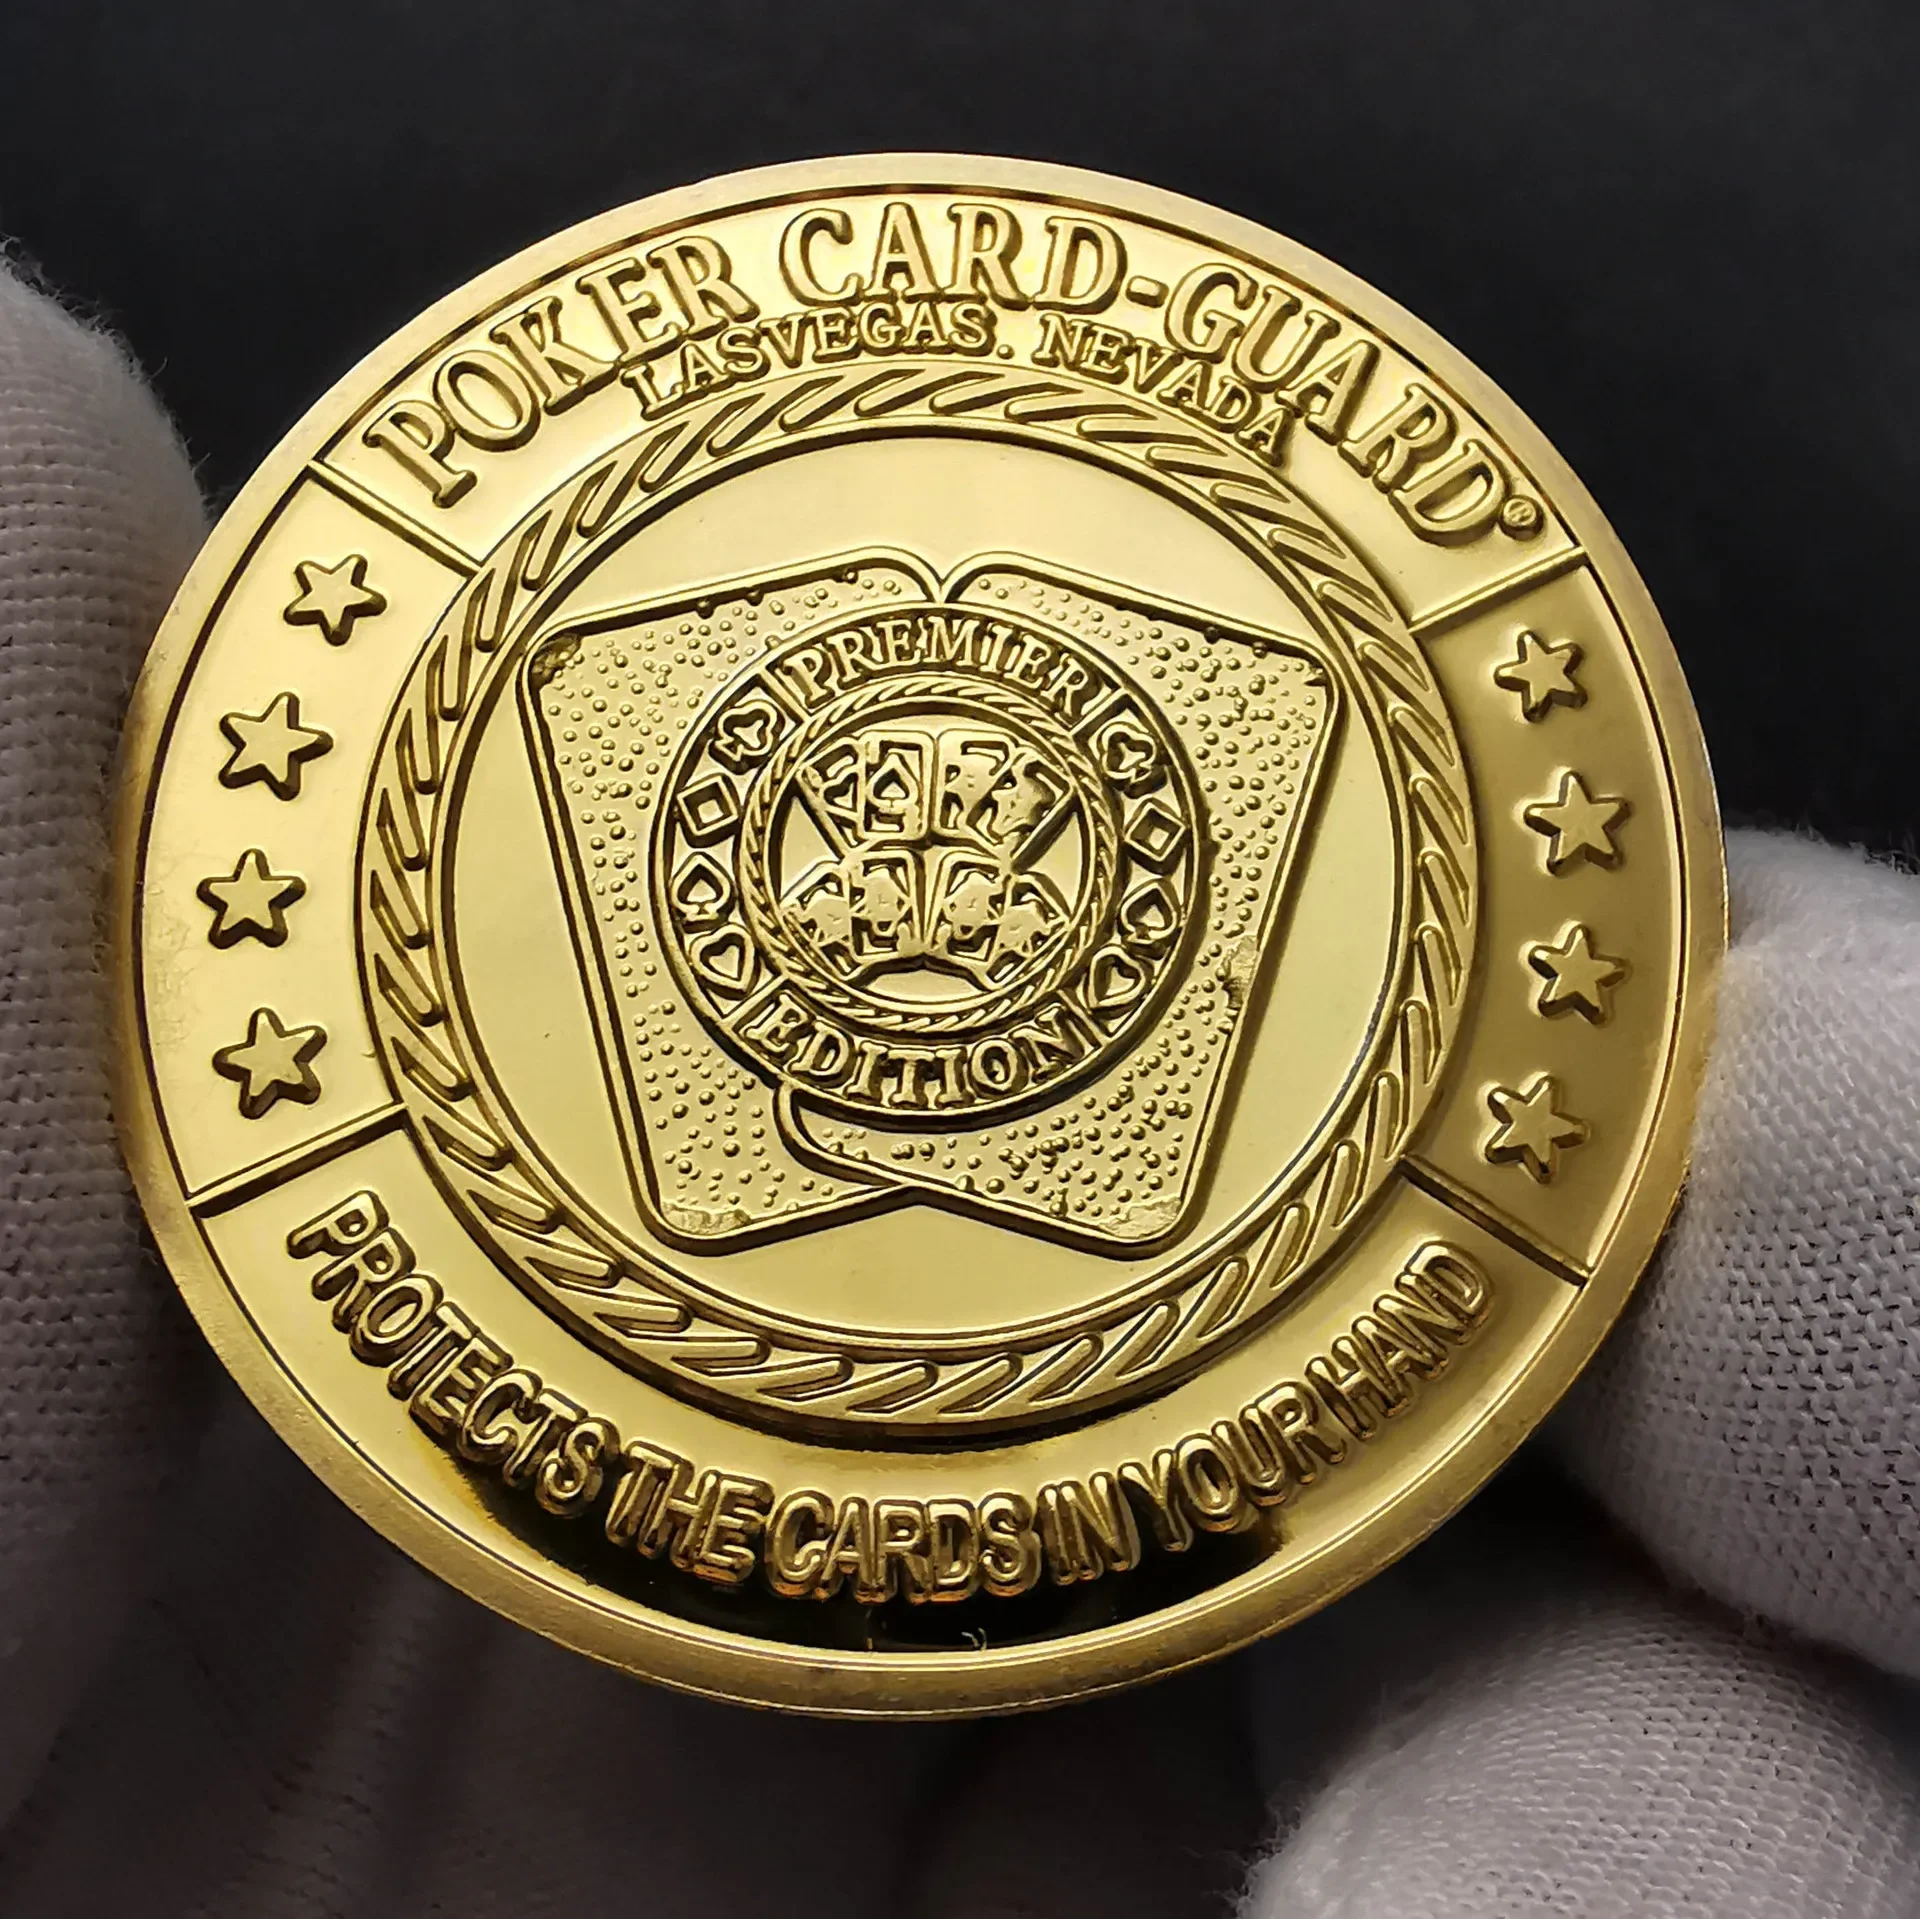 POKER CARD-GUARD®
LASVEGAS. NEVADA
PREMIER
EDITION
PROTECTS THE CARDS IN YOUR HAND